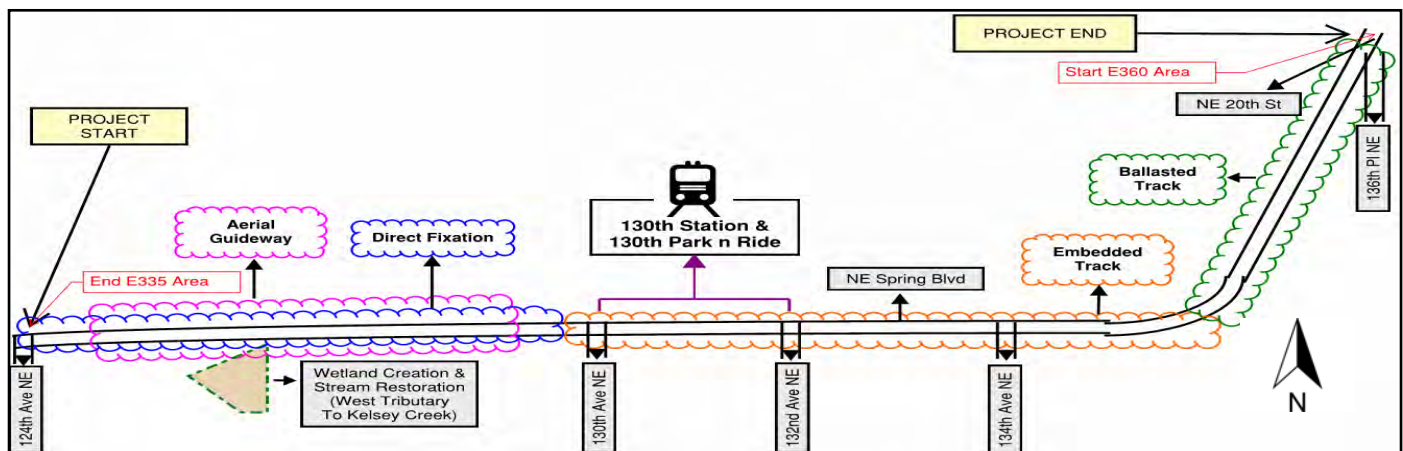 PROJECT END
Start E360 Area
NE 20th St
136th Pl NE
PROJECT
START
Ballasted
Track
Aerial
Guideway
Direct Fixation
130th Station &
130th Park n Ride
Embedded
Track
End E335 Area
NE Spring Blvd
Wetland Creation &
Stream Restoration
(West Tributary
To Kelsey Creek)
124th Ave NE
130th Ave NE
132nd Ave NE
134th Ave NE
N